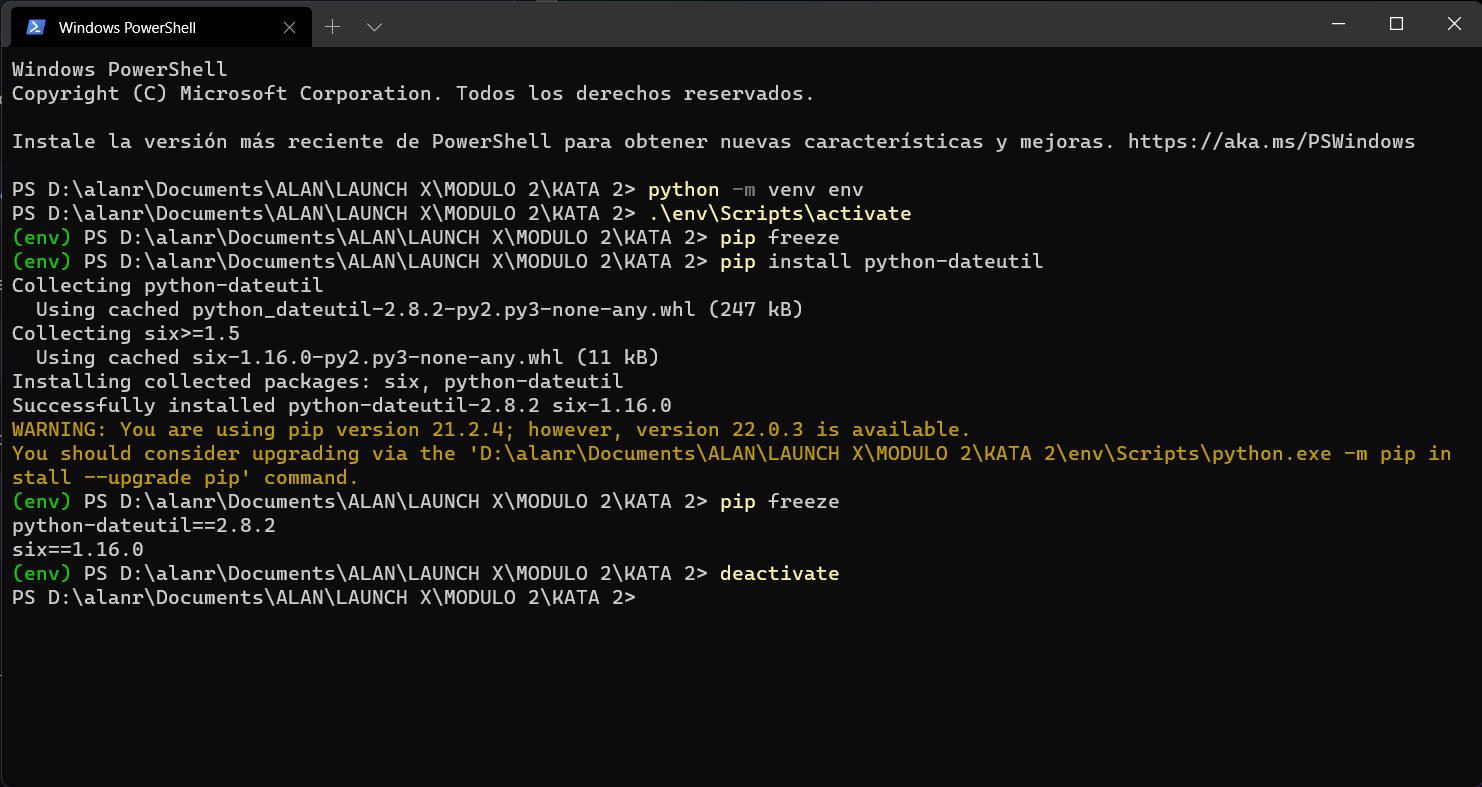 Windows PowerShell
Windows PowerShell
Copyright (C) Microsoft Corporation. Todos los derechos reservados.
Instale la versión más reciente de PowerShell para obtener nuevas características y mejoras. https://aka.ms/PSWindows
PS D:\alanr\Documents\ALAN\LAUNCH X\MODULO 2\KATA 2> python -m venv env
PS D:\alanr\Documents\ALAN\LAUNCH X\MODULO 2\KATA 2> .\env\Scripts\activate
(env) PS D:\alanr\Documents\ALAN\LAUNCH X\MODULO 2\KATA 2> pip freeze
(env) PS D:\alanr\Documents\ALAN\LAUNCH X\MODULO 2\KATA 2> pip install python-dateutil
Collecting python-dateutil
  Using cached python_dateutil-2.8.2-py2.py3-none-any.whl (247 kB)
Collecting six>=1.5
  Using cached six-1.16.0-py2.py3-none-any.whl (11 kB)
Installing collected packages: six, python-dateutil
Successfully installed python-dateutil-2.8.2 six-1.16.0
WARNING: You are using pip version 21.2.4; however, version 22.0.3 is available.
You should consider upgrading via the 'D:\alanr\Documents\ALAN\LAUNCH X\MODULO 2\KATA 2\env\Scripts\python.exe -m pip in
stall --upgrade pip' command.
(env) PS D:\alanr\Documents\ALAN\LAUNCH X\MODULO 2\KATA 2> pip freeze
python-dateutil==2.8.2
six==1.16.0
(env) PS D:\alanr\Documents\ALAN\LAUNCH X\MODULO 2\KATA 2> deactivate
PS D:\alanr\Documents\ALAN\LAUNCH X\MODULO 2\KATA 2>